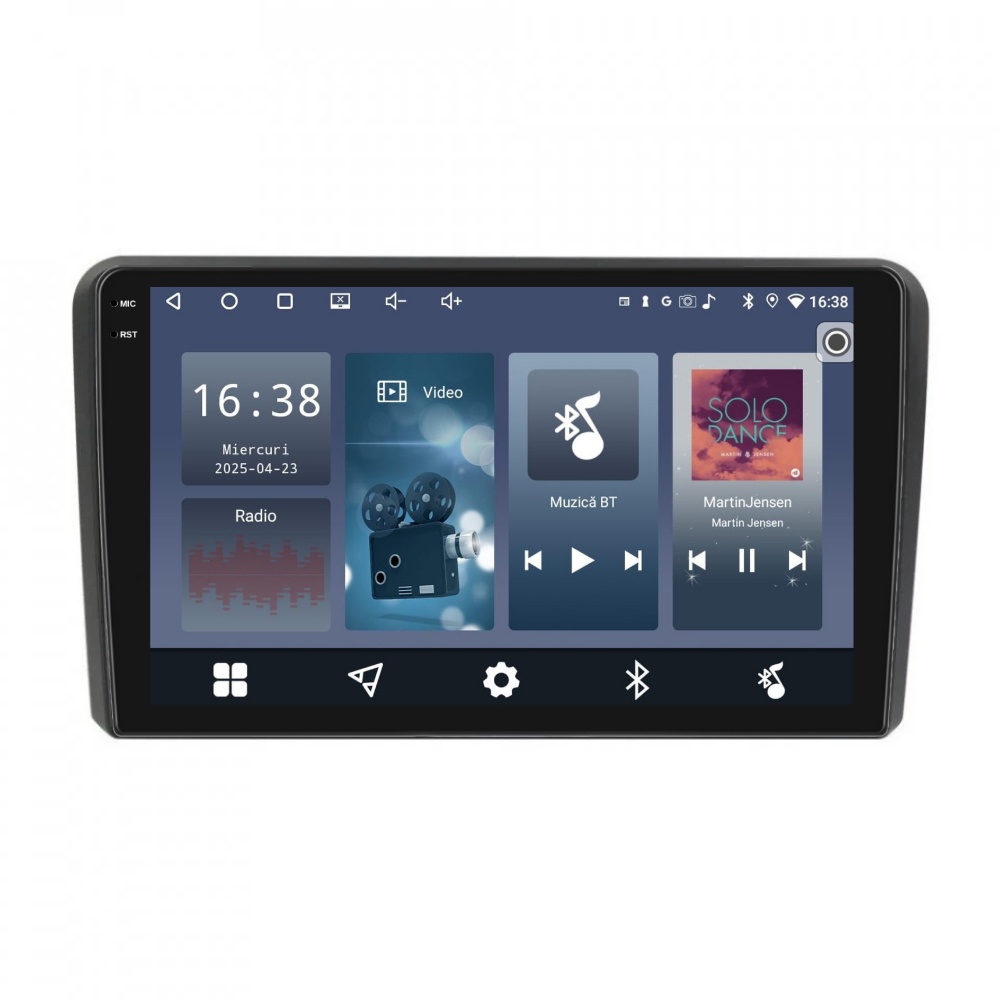 MIC
RST
G
16:38
16:38
Miercuri
2025-04-23
Radio
Video
Muzică BT
SOLO
DANCE
MARTIN JENSEN
MartinJensen
Martin Jensen